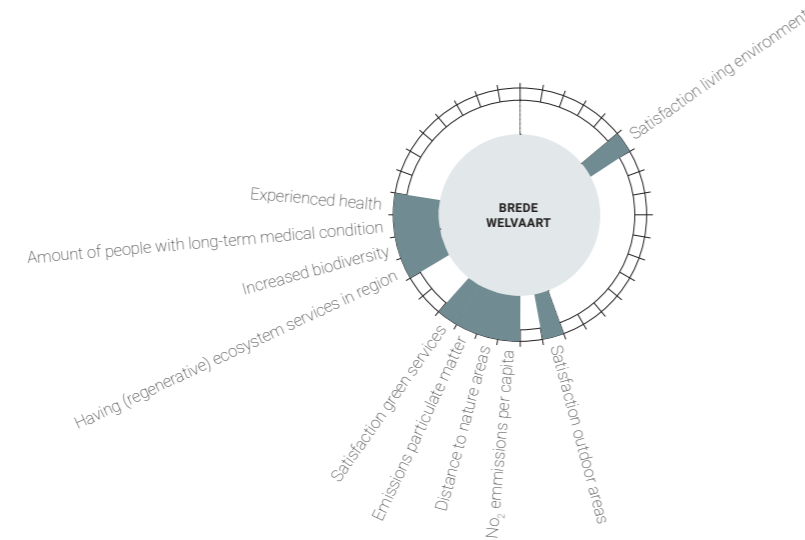 Satisfaction living environment
Experienced health
BREDE
WELVAART
Amount of people with long-term medical condition
Increased biodiversity
Having (regenerative) ecosystem services in region
Satisfaction green services
Emissions particulate matter
Distance to nature areas
No₂ emmissions per capita
Satisfaction outdoor areas